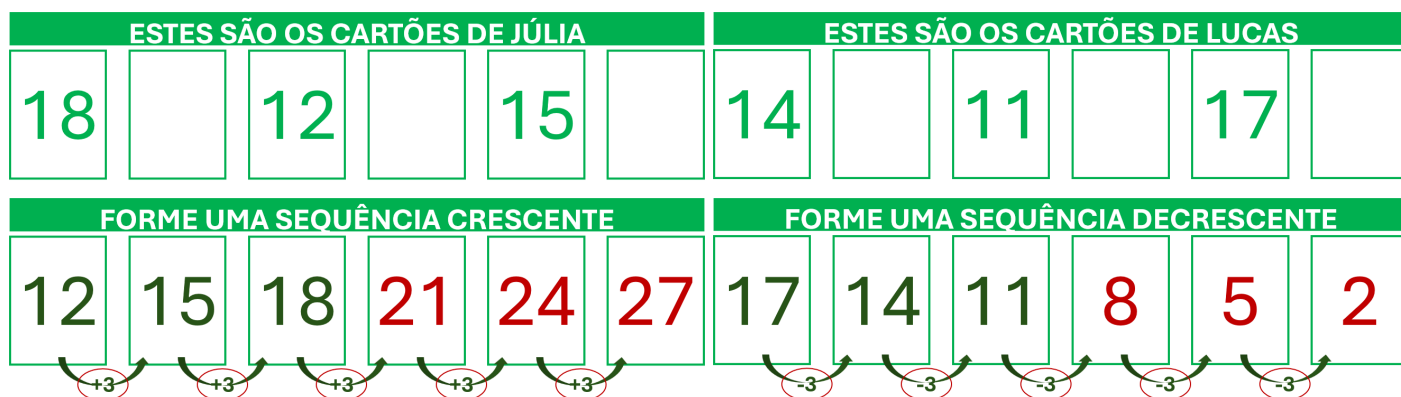 ESTES SÃO OS CARTÕES DE JÚLIA
18 12 15
FORME UMA SEQUÊNCIA CRESCENTE
12 15 18 21 24 27
+3 +3 +3 +3 +3
ESTES SÃO OS CARTÕES DE LUCAS
14 11 17
FORME UMA SEQUÊNCIA DECRESCENTE
17 14 11 8 5 2
-3 -3 -3 -3 -3